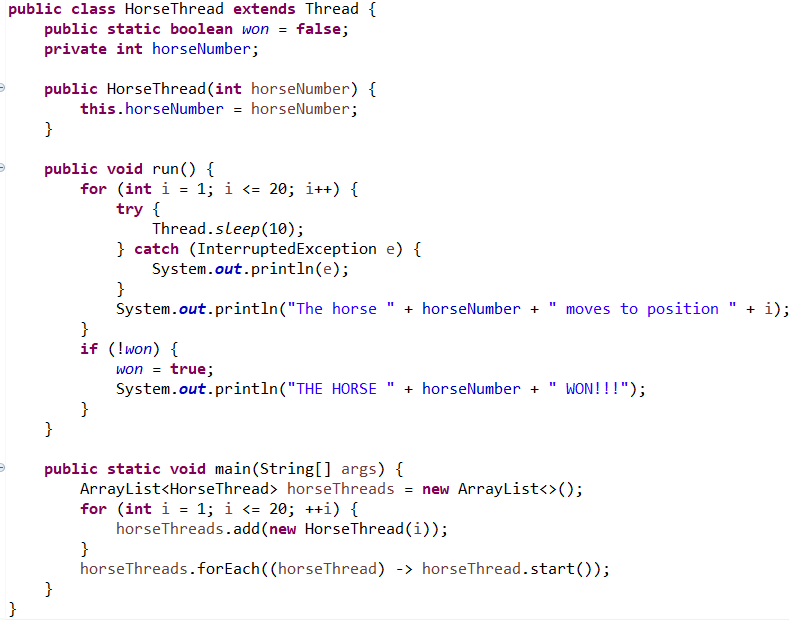 public class HorseThread extends Thread {
    public static boolean won = false;
    private int horseNumber;

    public HorseThread(int horseNumber) {
        this.horseNumber = horseNumber;
    }

    public void run() {
        for (int i = 1; i <= 20; i++) {
            try {
                Thread.sleep(10);
            } catch (InterruptedException e) {
                System.out.println(e);
            }
            System.out.println("The horse " + horseNumber + " moves to position " + i);
        }
        if (!won) {
            won = true;
            System.out.println("THE HORSE " + horseNumber + " WON!!!");
        }
    }

    public static void main(String[] args) {
        ArrayList<HorseThread> horseThreads = new ArrayList<>();
        for (int i = 1; i <= 20; ++i) {
            horseThreads.add(new HorseThread(i));
        }
        horseThreads.forEach((horseThread) -> horseThread.start());
    }
}